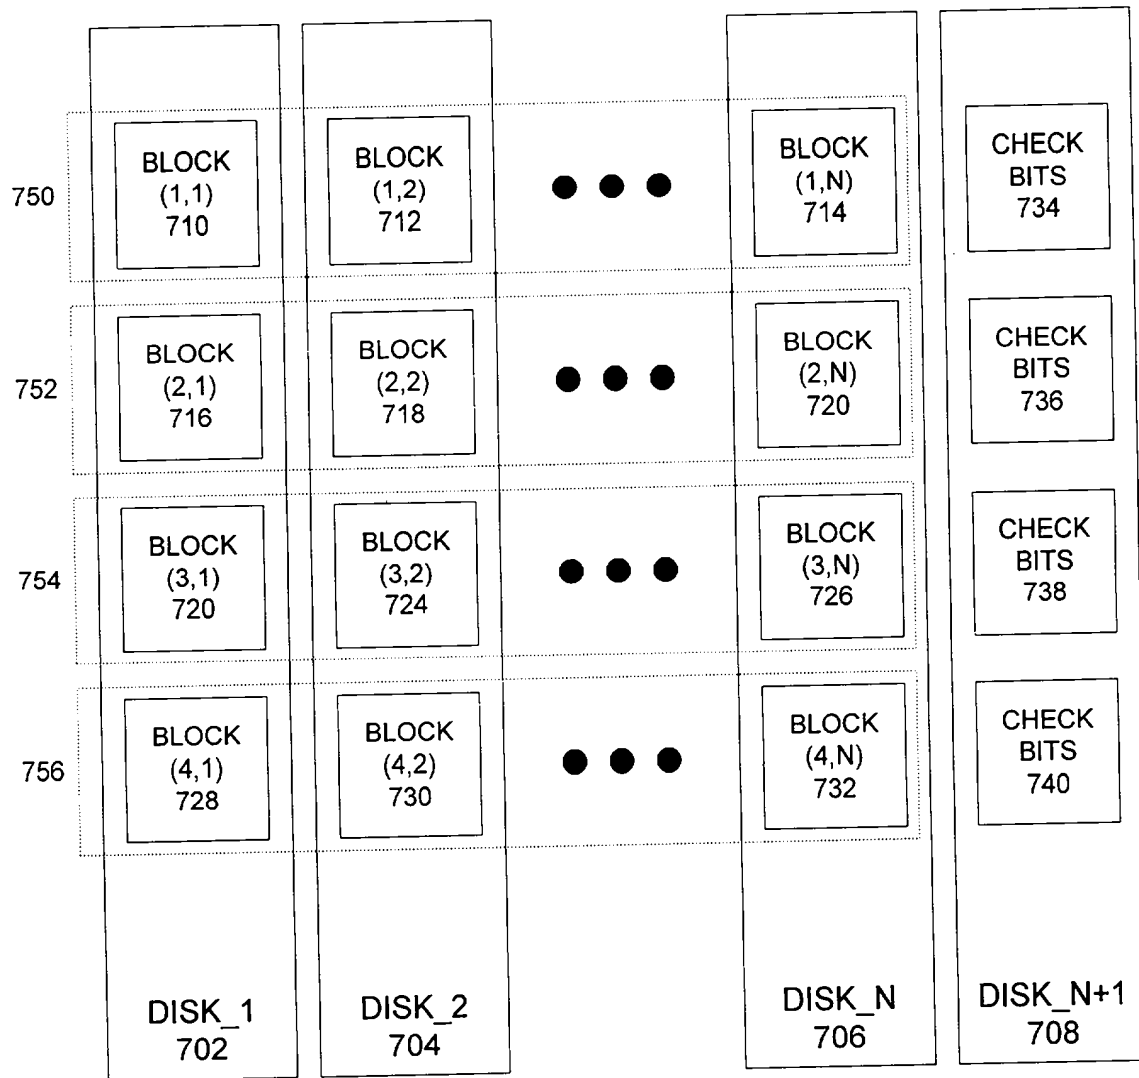 750
BLOCK
(1,1)
710
BLOCK
(1,2)
712
BLOCK
(1,N)
714
CHECK
BITS
734
752
BLOCK
(2,1)
716
BLOCK
(2,2)
718
BLOCK
(2,N)
720
CHECK
BITS
736
754
BLOCK
(3,1)
720
BLOCK
(3,2)
724
BLOCK
(3,N)
726
CHECK
BITS
738
756
BLOCK
(4,1)
728
BLOCK
(4,2)
730
BLOCK
(4,N)
732
CHECK
BITS
740
DISK_1
702
DISK_2
704
DISK_N
706
DISK_N+1
708